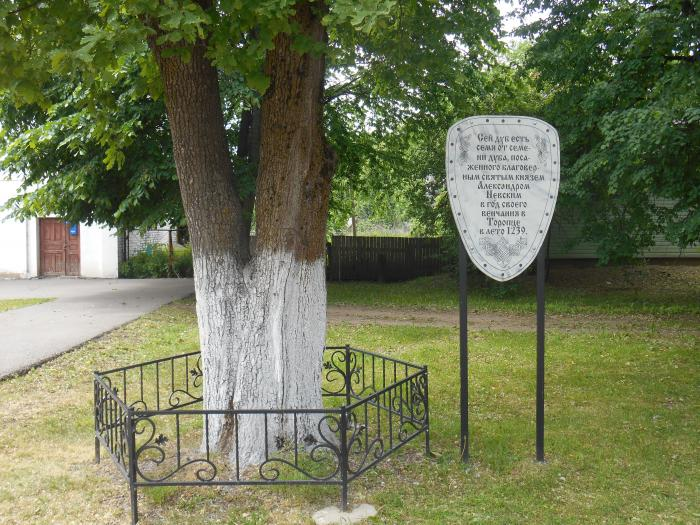 Сей дуб есть
семя от семе-
ни дуба, поса-
женного благовер-
ным святым князем
Александром
Невским
в год своего
венчания в
Торопце
в лето 1239.